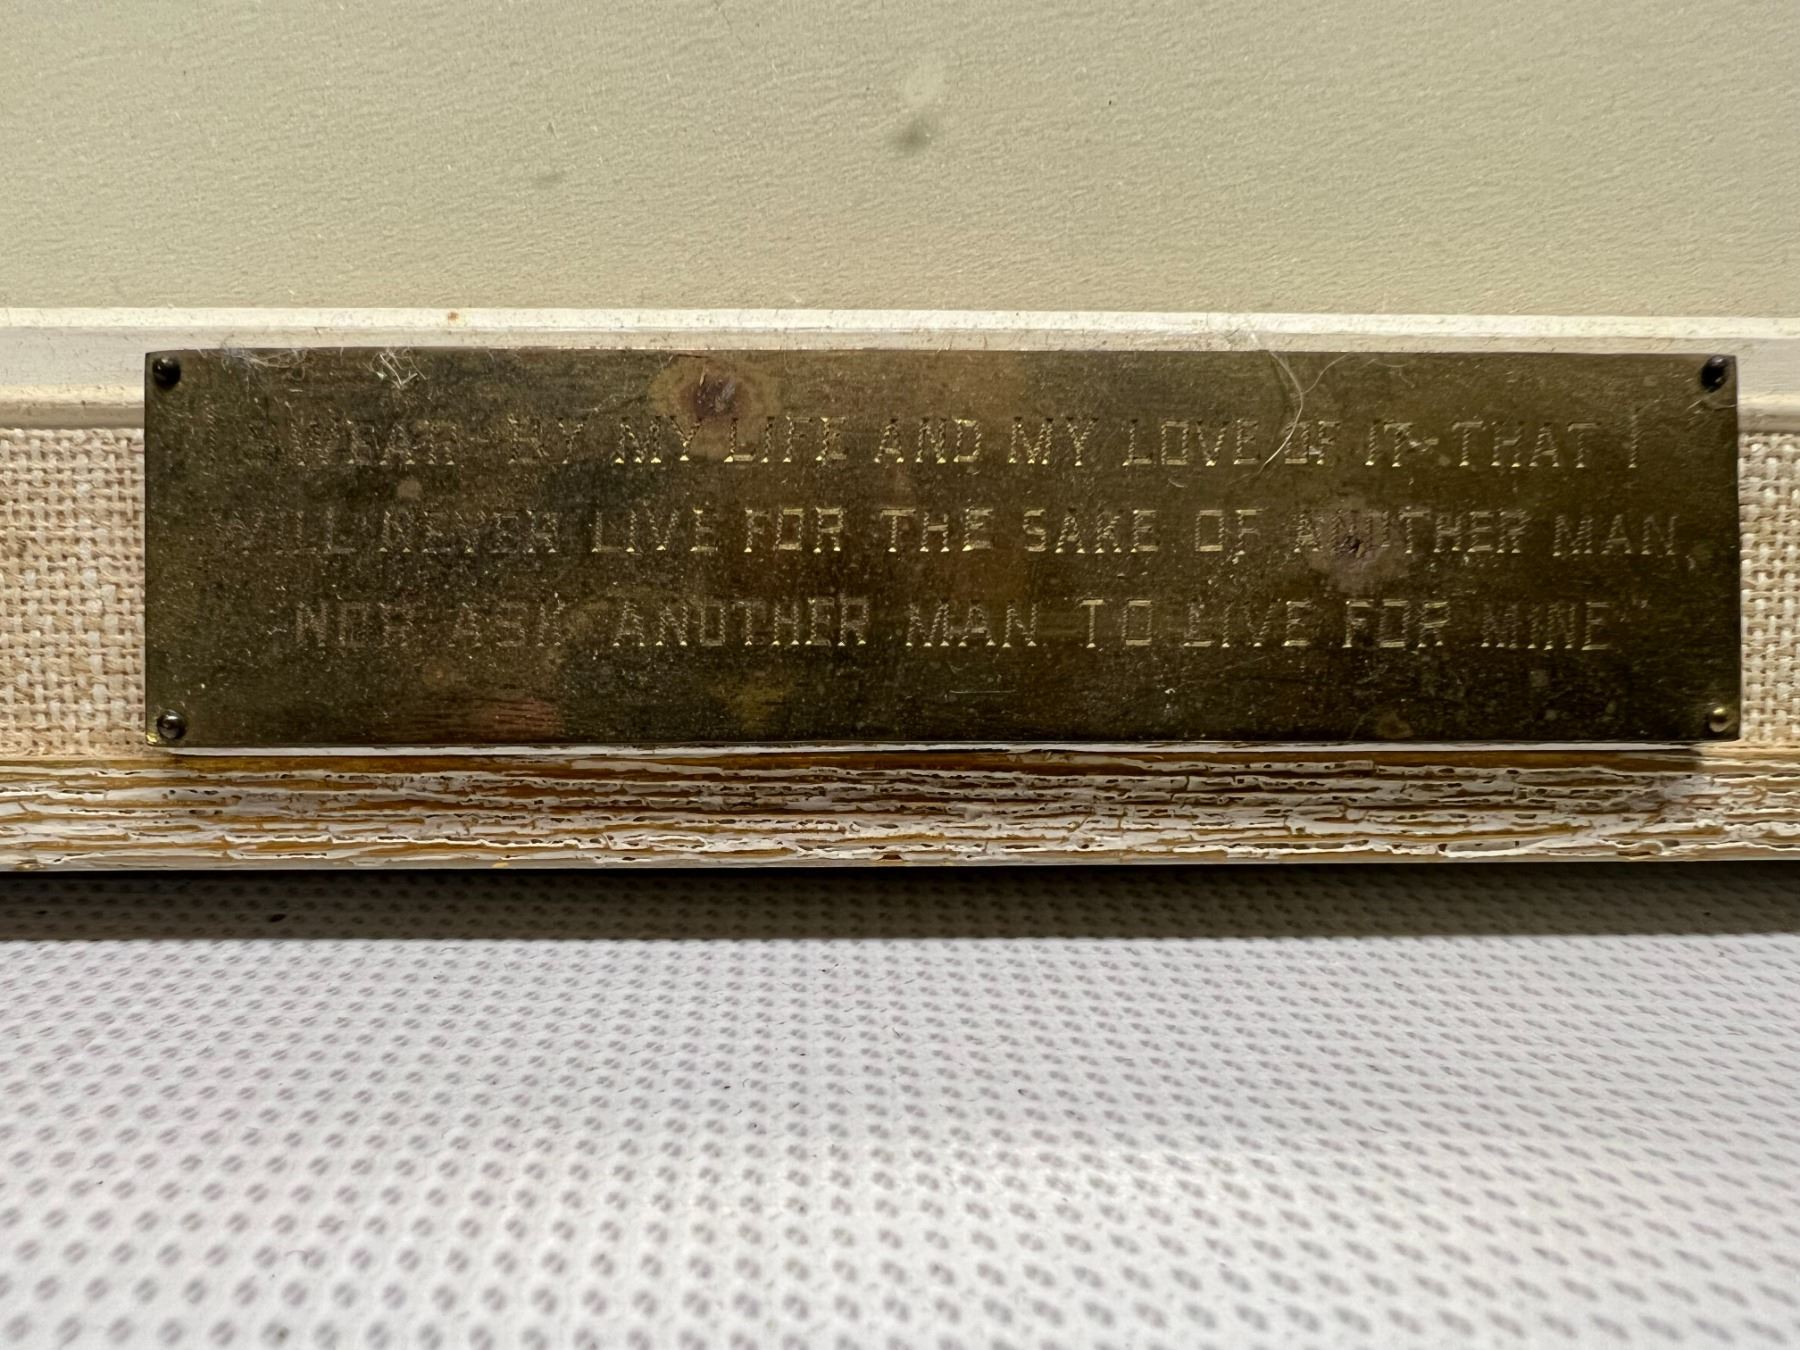 "I SWEAR-BY MY LIFE AND MY LOVE OF IT-THAT I
WILL NEVER LIVE FOR THE SAKE OF ANOTHER MAN,
NOR ASK ANOTHER MAN TO LIVE FOR MINE"